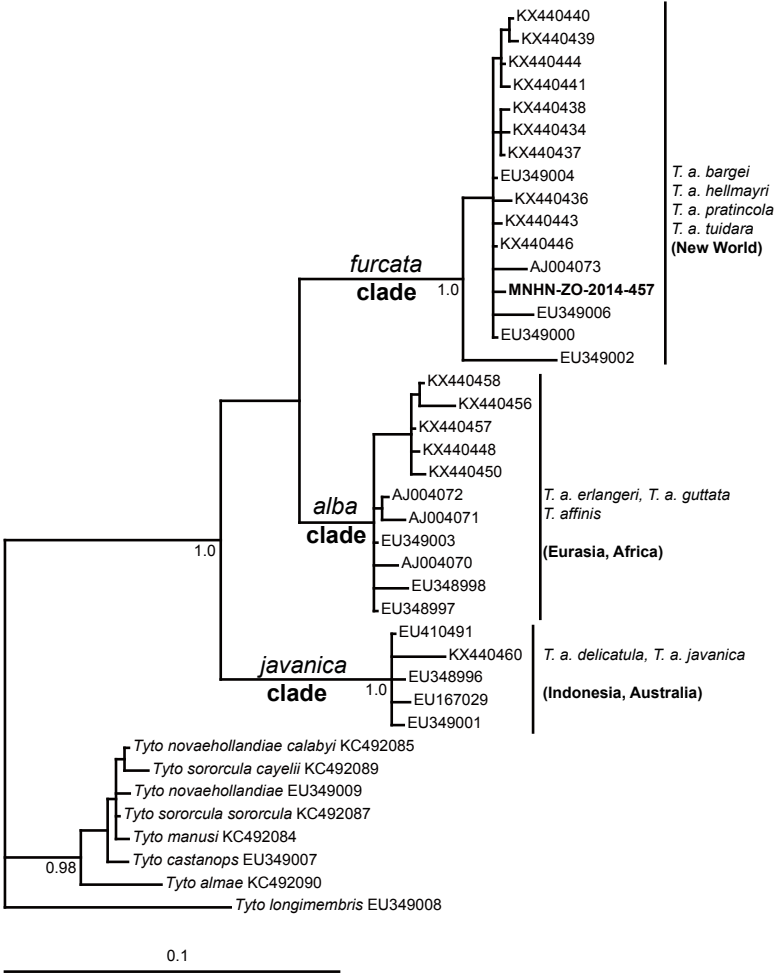 KX440440
KX440439
KX440444
KX440441
KX440438
KX440434
KX440437
EU349004
KX440436
KX440443
KX440446
AJ004073
MNHN-ZO-2014-457
EU349006
EU349000
EU349002
furcata
clade
1.0
T. a. bargei
T. a. hellmayri
T. a. pratincola
T. a. tuidara
(New World)
KX440458
KX440456
KX440457
KX440448
KX440450
AJ004072
AJ004071
EU349003
AJ004070
EU348998
EU348997
alba
clade
T. a. erlangeri, T. a. guttata
T. affinis
(Eurasia, Africa)
1.0
EU410491
KX440460
EU348996
EU167029
EU349001
javanica
clade
1.0
T. a. delicatula, T. a. javanica
(Indonesia, Australia)
Tyto novaehollandiae calabyi KC492085
Tyto sororcula cayelii KC492089
Tyto novaehollandiae EU349009
Tyto sororcula sororcula KC492087
Tyto manusi KC492084
Tyto castanops EU349007
0.98
Tyto almae KC492090
Tyto longimembris EU349008
0.1